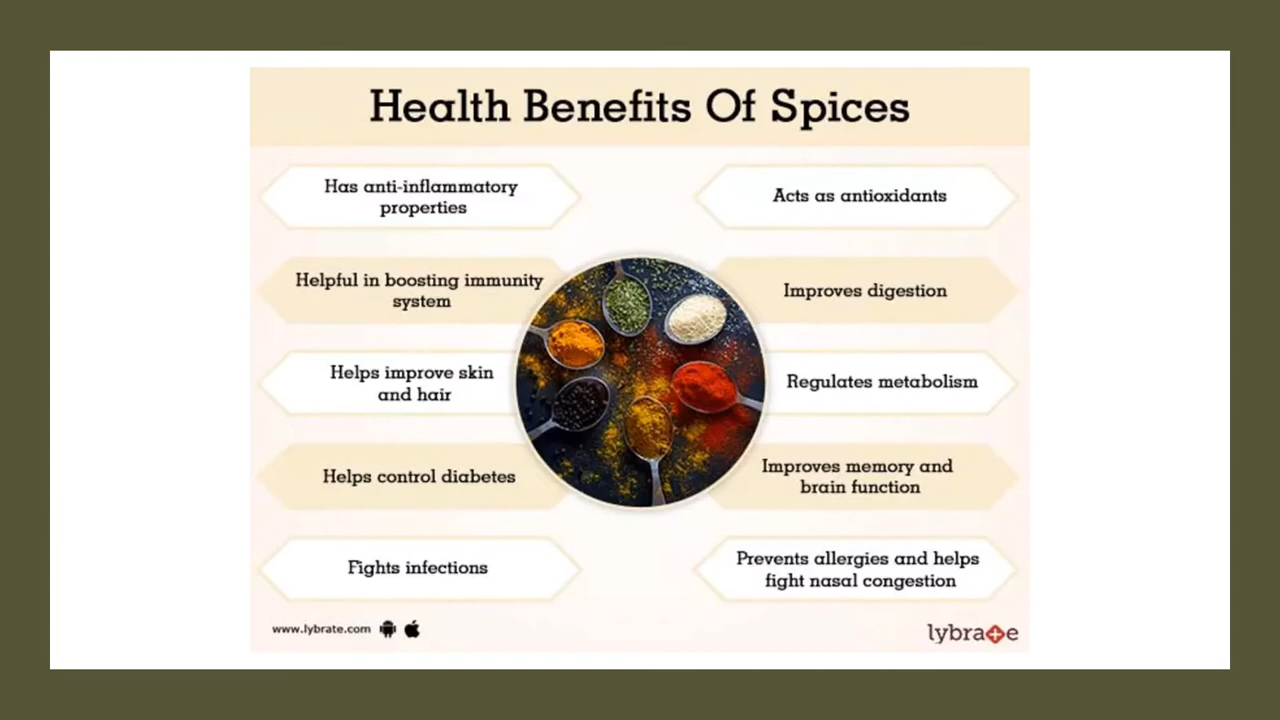 Health Benefits Of Spices
Has anti-inflammatory
properties
Acts as antioxidants
Helpful in boosting immunity
system
Improves digestion
Helps improve skin
and hair
Regulates metabolism
Helps control diabetes
Improves memory and
brain function
Fights infections
Prevents allergies and helps
fight nasal congestion
www.lybrate.com
lybrate